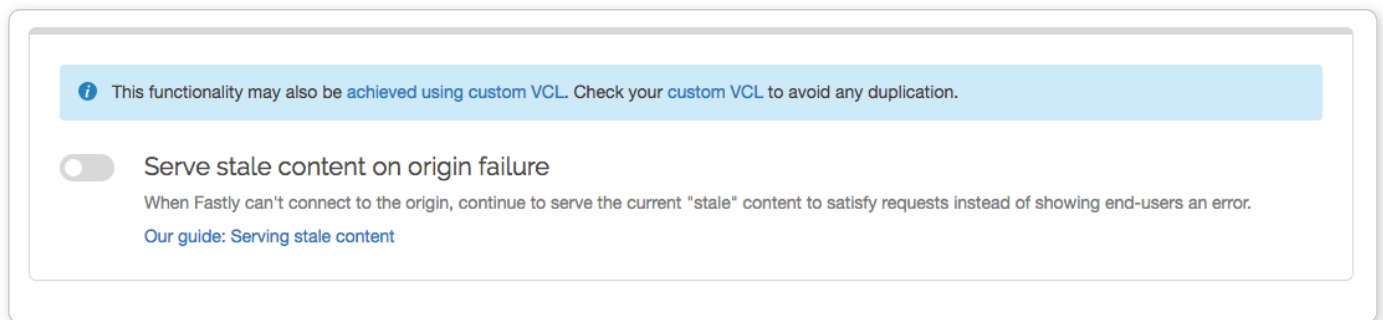 This functionality may also be achieved using custom VCL. Check your custom VCL to avoid any duplication.
Serve stale content on origin failure
When Fastly can't connect to the origin, continue to serve the current "stale" content to satisfy requests instead of showing end-users an error.
Our guide: Serving stale content